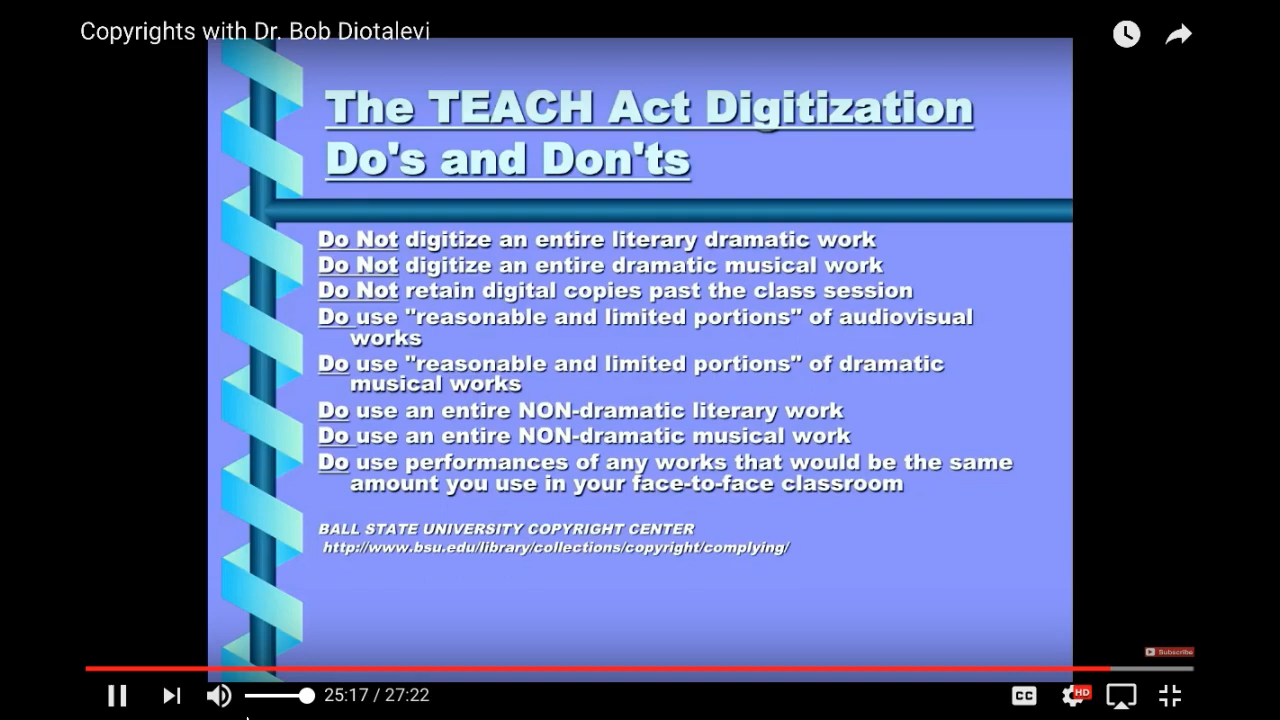 Copyrights with Dr. Bob Diotalevi
The TEACH Act Digitization
Do's and Don'ts
Do Not digitize an entire literary dramatic work
Do Not digitize an entire dramatic musical work
Do Not retain digital copies past the class session
Do use "reasonable and limited portions" of audiovisual
works
Do use "reasonable and limited portions" of dramatic
musical works
Do use an entire NON-dramatic literary work
Do use an entire NON-dramatic musical work
Do use performances of any works that would be the same
amount you use in your face-to-face classroom
BALL STATE UNIVERSITY COPYRIGHT CENTER
http://www.bsu.edu/library/collections/copyright/complying/
Subscribe
25:17 / 27:22
CC
HD